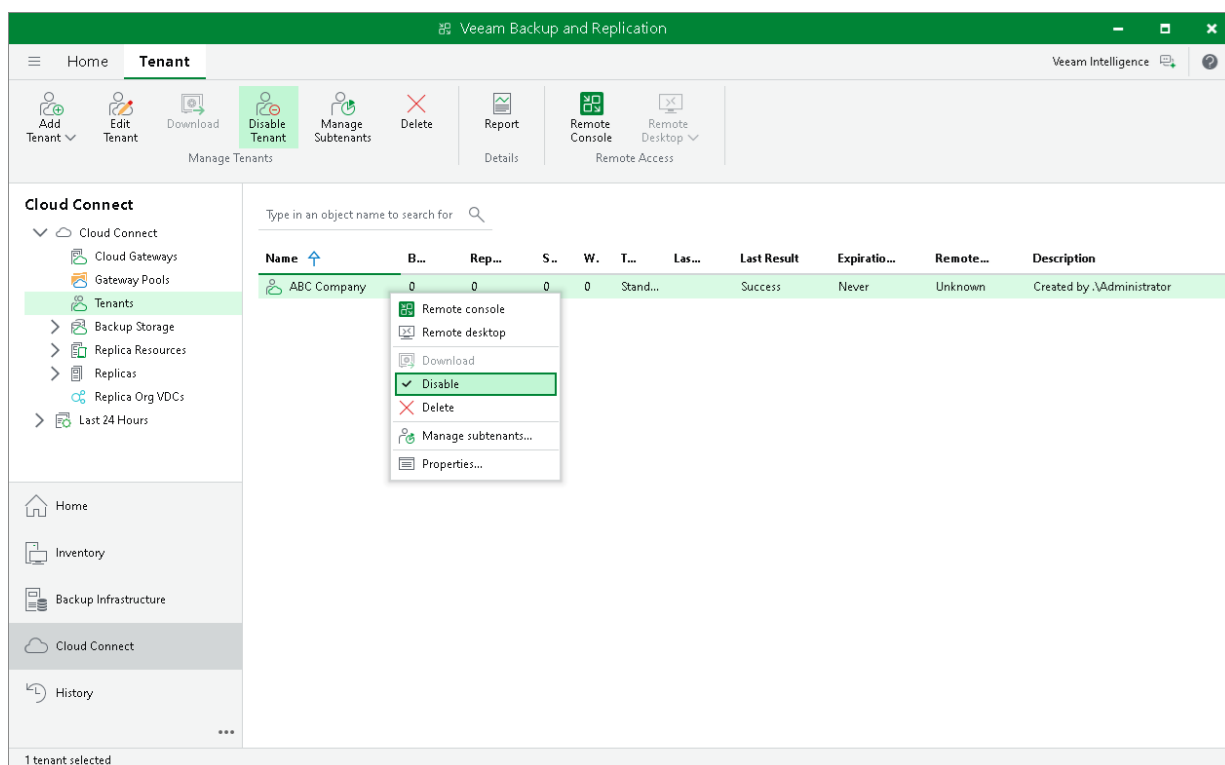 Veeam Backup and Replication
Home Tenant Veeam Intelligence
Add Tenant
Edit Tenant
Download
Disable Tenant
Manage Subtenants
Delete
Report
Remote Console
Remote Desktop
Manage Tenants Details Remote Access
Cloud Connect
Cloud Connect
Cloud Gateways
Gateway Pools
Tenants
Backup Storage
Replica Resources
Replicas
Replica Org VDCs
Last 24 Hours
Type in an object name to search for
Name B... Rep... S.. W. T... Las... Last Result Expiratio... Remote... Description
ABC Company 0 0 0 0 Stand... Success Never Unknown Created by .\Administrator
Remote console
Remote desktop
Download
Disable
Delete
Manage subtenants...
Properties...
Home
Inventory
Backup Infrastructure
Cloud Connect
History
1 tenant selected